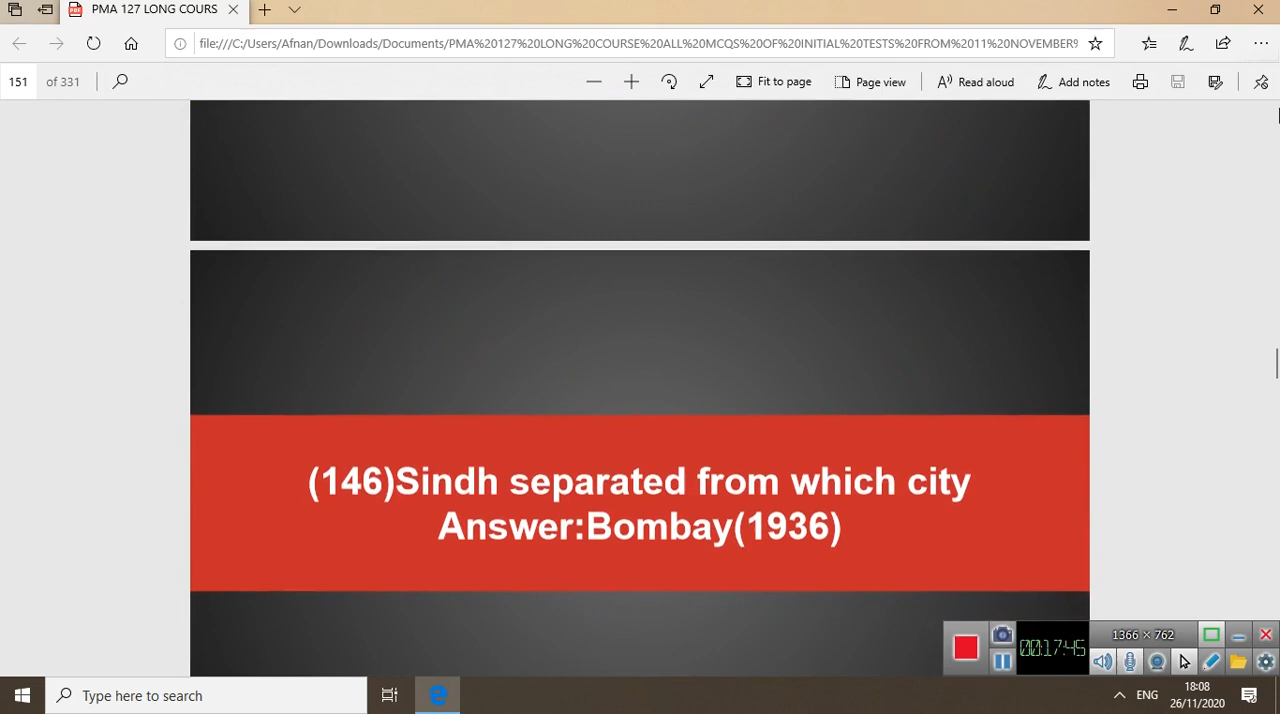 PMA 127 LONG COURS
file:///C:/Users/Afnan/Downloads/Documents/PMA%20127%20LONG%20COURSE%20ALL%20MCQS%20OF%20INITIAL%20TESTS%20FROM%2011%20NOVEMBER%
151 of 331
Fit to page
Page view
Read aloud
Add notes
(146)Sindh separated from which city
Answer:Bombay(1936)
1366 × 762
00:17:45
Type here to search
ENG
18:08
26/11/2020